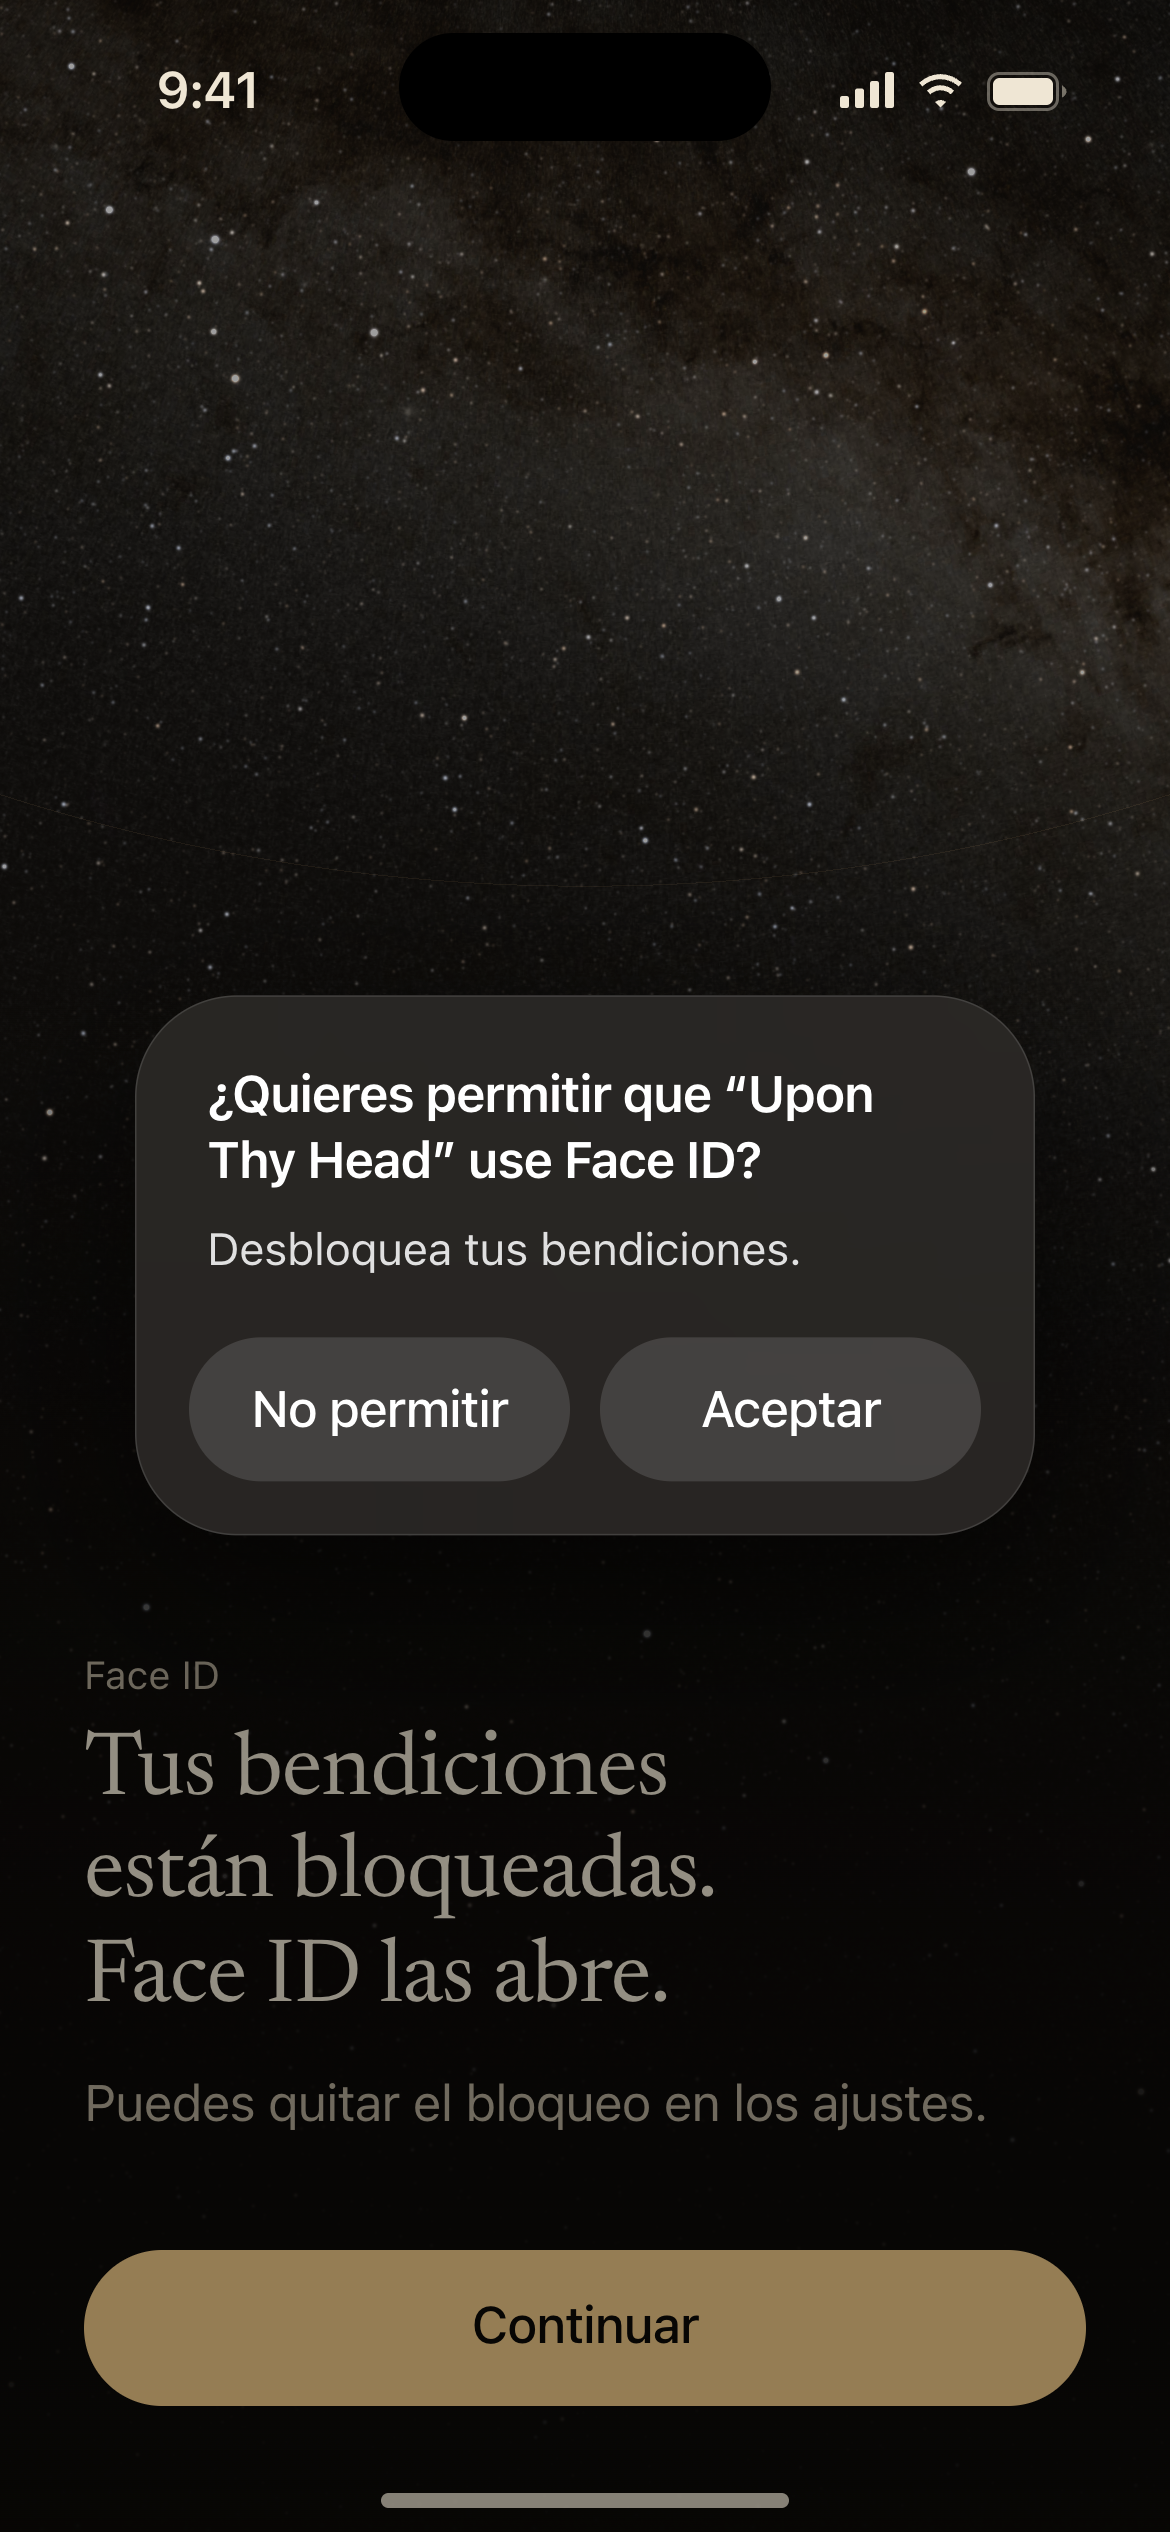 9:41
¿Quieres permitir que “Upon
Thy Head” use Face ID?
Desbloquea tus bendiciones.
No permitir
Aceptar
Face ID
Tus bendiciones
están bloqueadas.
Face ID las abre.
Puedes quitar el bloqueo en los ajustes.
Continuar